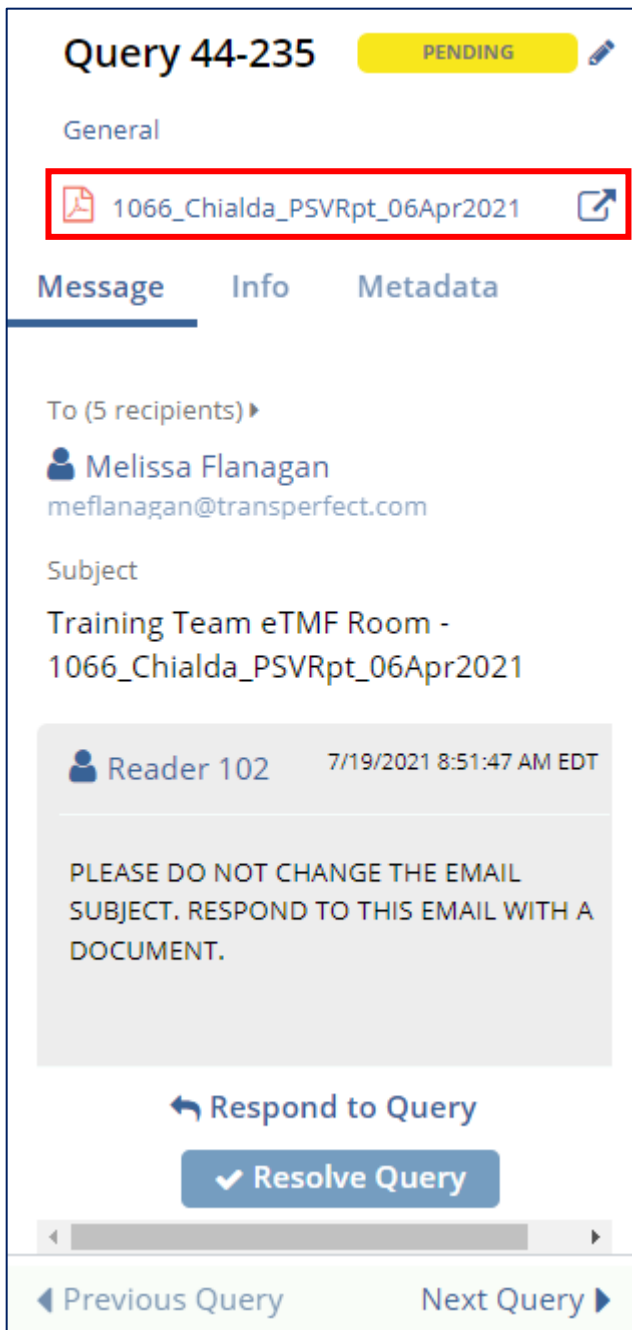 Query 44-235 PENDING
General
1066_Chialda_PSVRpt_06Apr2021
Message Info Metadata
To (5 recipients)
Melissa Flanagan
meflanagan@transperfect.com
Subject
Training Team eTMF Room -
1066_Chialda_PSVRpt_06Apr2021
Reader 102 7/19/2021 8:51:47 AM EDT
PLEASE DO NOT CHANGE THE EMAIL
SUBJECT. RESPOND TO THIS EMAIL WITH A
DOCUMENT.
Respond to Query
Resolve Query
Previous Query Next Query